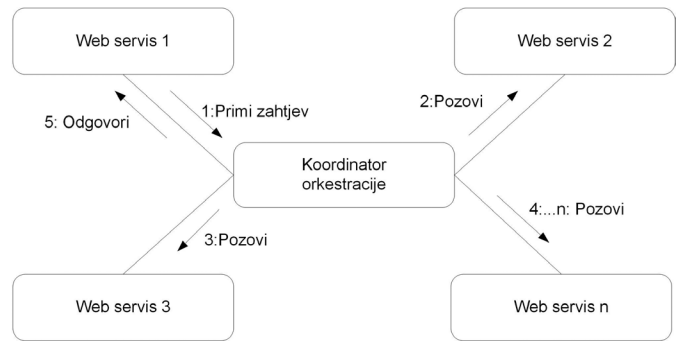 Web servis 1
Web servis 2
1:Primi zahtjev
2:Pozovi
5: Odgovori
Koordinator
orkestracije
4:...n: Pozovi
3:Pozovi
Web servis 3
Web servis n